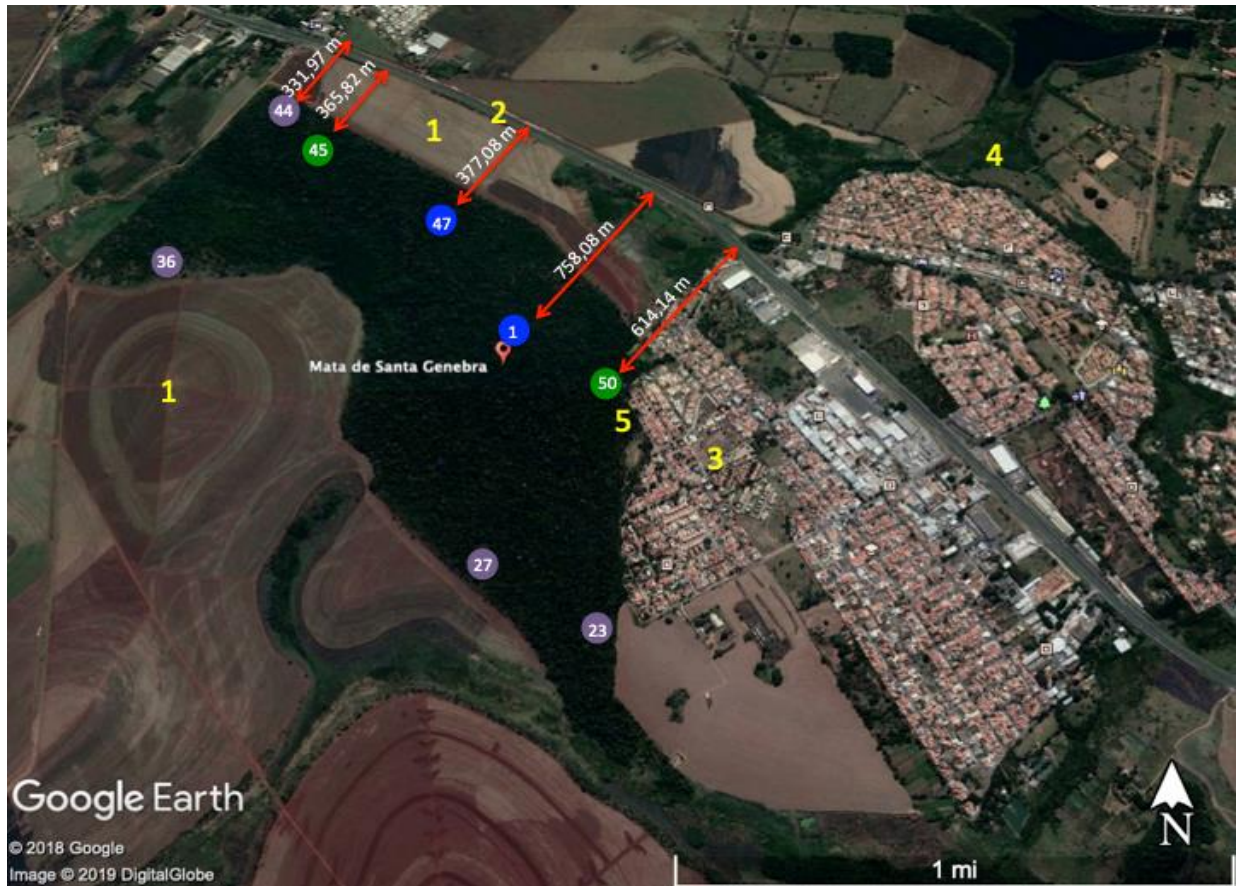 331,97 m
44
365,82 m
45
1
2
377,08 m
47
4
36
758,08 m
1
Mata de Santa Genebra
614,14 m
50
1
5
3
27
23
Google Earth
© 2018 Google
Image © 2019 DigitalGlobe
N
1 mi